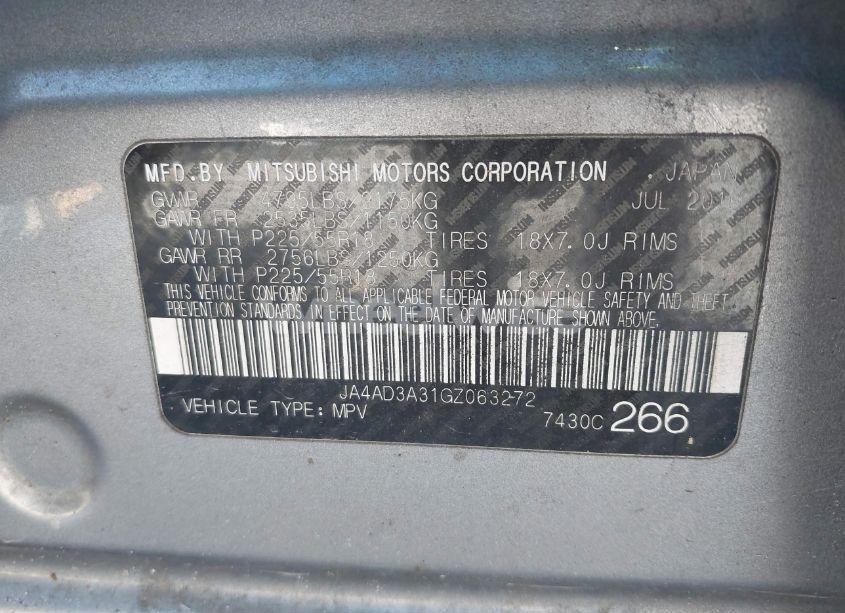 MFD.BY MITSUBISHI MOTORS CORPORATION . JAPAN
GVWR 4795LBS/2175KG JUL
GAWR FR 2535LBS/1150KG
WITH P225/55R18 TIRES 18X7.0J RIMS
GAWR RR 2756LBS/1250KG
WITH P225/55R18 TIRES 18X7.0J RIMS
THIS VEHICLE CONFORMS TO ALL APPLICABLE FEDERAL MOTOR VEHICLE SAFETY AND THEFT
PREVENTION STANDARDS IN EFFECT ON THE DATE OF MANUFACTURE SHOWN ABOVE.
JA4AD3A31GZ063272
VEHICLE TYPE: MPV 7430C 266